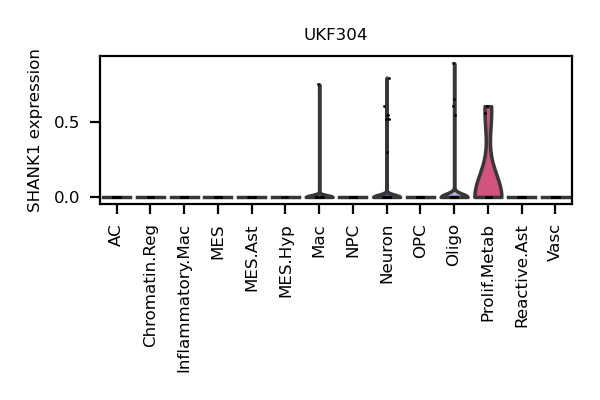 UKF304
SHANK1 expression
0.5
0.0
AC
Chromatin.Reg
Inflammatory.Mac
MES
MES.Ast
MES.Hyp
Mac
NPC
Neuron
OPC
Oligo
Prolif.Metab
Reactive.Ast
Vasc